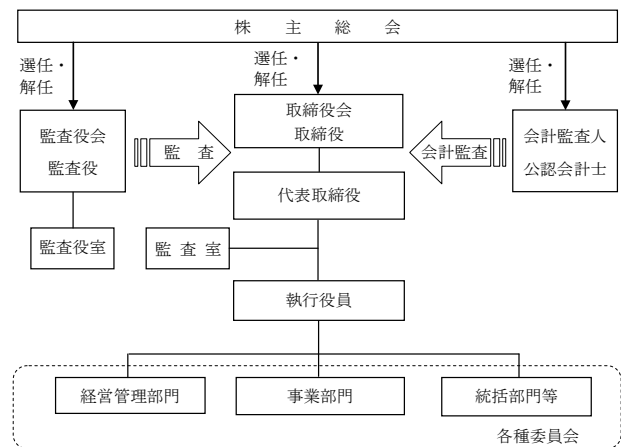 株 主 総 会
選任・
解任
選任・
解任
選任・
解任
監査役会
監査役
監 査
取締役会
取締役
会計監査
会計監査人
公認会計士
代表取締役
監査役室
監 査 室
執行役員
経営管理部門
事業部門
統括部門等
各種委員会